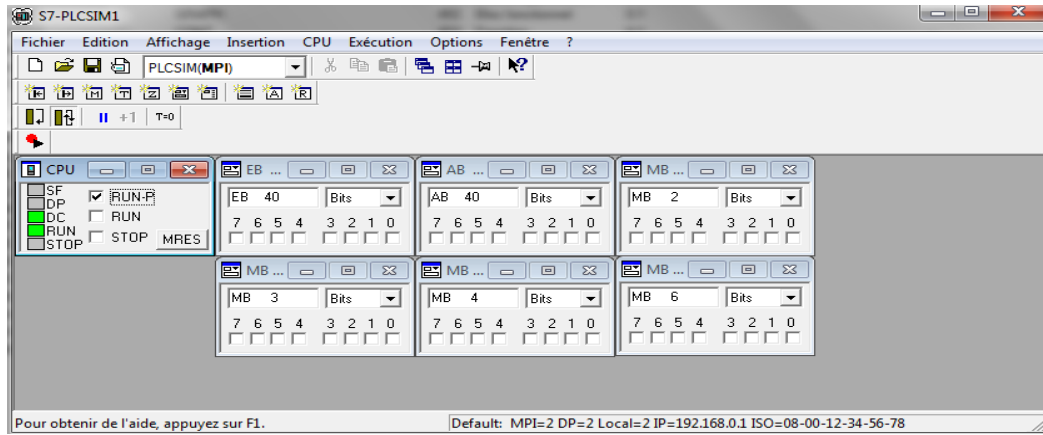 S7-PLCSIM1
Fichier Edition Affichage Insertion CPU Exécution Options Fenêtre ?
PLCSIM(MPI)
+1 T=0
CPU
SF
DP
DC
RUN
STOP
RUN-P
RUN
STOP
MRES
EB ...
EB 40 Bits
7 6 5 4 3 2 1 0
AB ...
AB 40 Bits
7 6 5 4 3 2 1 0
MB ...
MB 2 Bits
7 6 5 4 3 2 1 0
MB ...
MB 3 Bits
7 6 5 4 3 2 1 0
MB ...
MB 4 Bits
7 6 5 4 3 2 1 0
MB ...
MB 6 Bits
7 6 5 4 3 2 1 0
Pour obtenir de l'aide, appuyez sur F1.
Default: MPI=2 DP=2 Local=2 IP=192.168.0.1 ISO=08-00-12-34-56-78